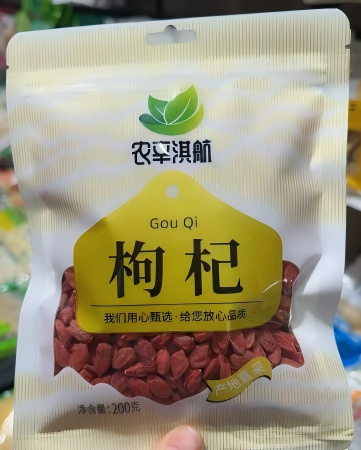 农幸淇航
Gou Qi
枸杞
我们用心甄选·给您放心品质
产地直采
净含量:200克